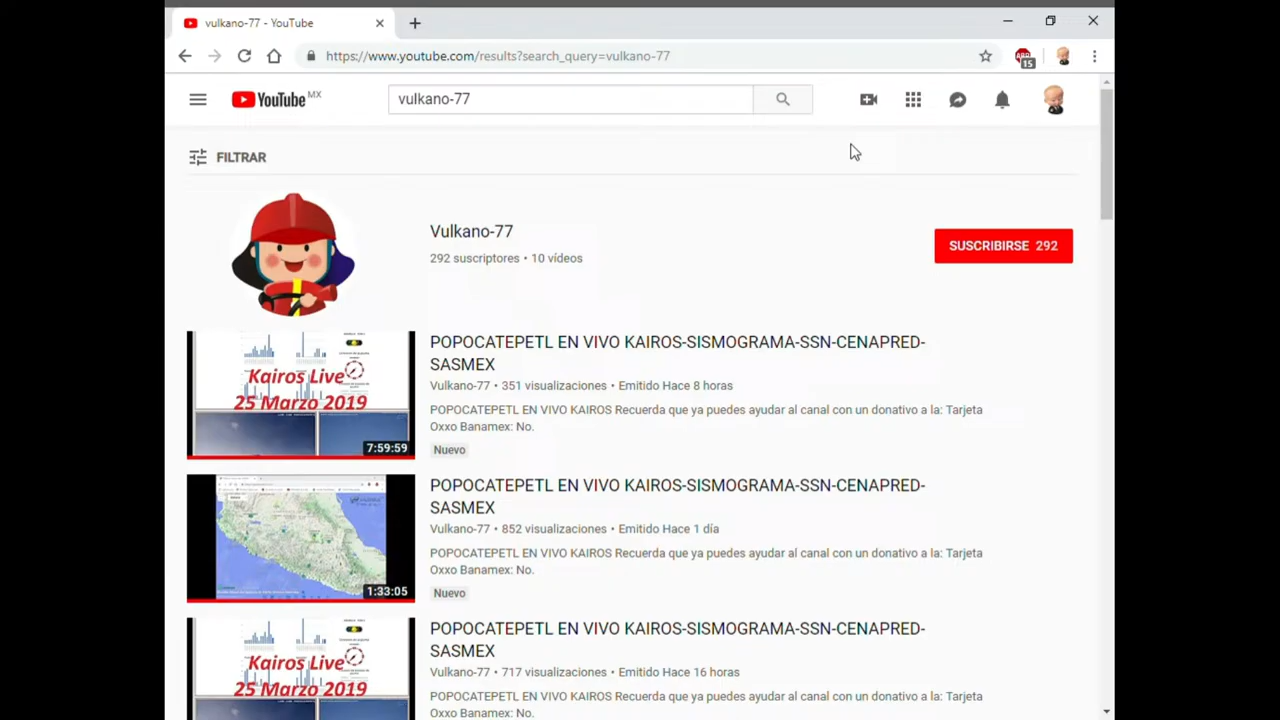 vulkano-77 - YouTube
https://www.youtube.com/results?search_query=vulkano-77
ABP
15
YouTube MX
vulkano-77
FILTRAR
Vulkano-77
292 suscriptores • 10 vídeos
SUSCRIBIRSE 292
Kairos Live
25 Marzo 2019
7:59:59
POPOCATEPETL EN VIVO KAIROS-SISMOGRAMA-SSN-CENAPRED-
SASMEX
Vulkano-77 • 351 visualizaciones • Emitido Hace 8 horas
POPOCATEPETL EN VIVO KAIROS Recuerda que ya puedes ayudar al canal con un donativo a la: Tarjeta
Oxxo Banamex: No.
Nuevo
1:33:05
POPOCATEPETL EN VIVO KAIROS-SISMOGRAMA-SSN-CENAPRED-
SASMEX
Vulkano-77 • 852 visualizaciones • Emitido Hace 1 día
POPOCATEPETL EN VIVO KAIROS Recuerda que ya puedes ayudar al canal con un donativo a la: Tarjeta
Oxxo Banamex: No.
Nuevo
Kairos Live
25 Marzo 2019
POPOCATEPETL EN VIVO KAIROS-SISMOGRAMA-SSN-CENAPRED-
SASMEX
Vulkano-77 • 717 visualizaciones • Emitido Hace 16 horas
POPOCATEPETL EN VIVO KAIROS Recuerda que ya puedes ayudar al canal con un donativo a la: Tarjeta
Oxxo Banamex: No.